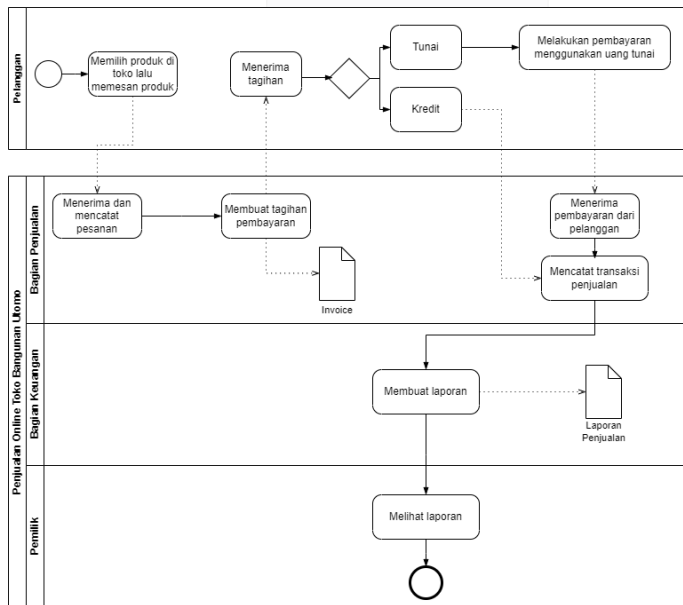 Pelanggan
Memilih produk di
toko lalu
memesan produk
Menerima
tagihan
Tunai
Kredit
Melakukan pembayaran
menggunakan uang tunai
Penjualan Online Toko Bangunan Utomo
Bagian Penjualan
Menerima dan
mencatat
pesanan
Membuat tagihan
pembayaran
Invoice
Menerima
pembayaran dari
pelanggan
Mencatat transaksi
penjualan
Bagian Keuangan
Membuat laporan
Laporan
Penjualan
Pemilik
Melihat laporan